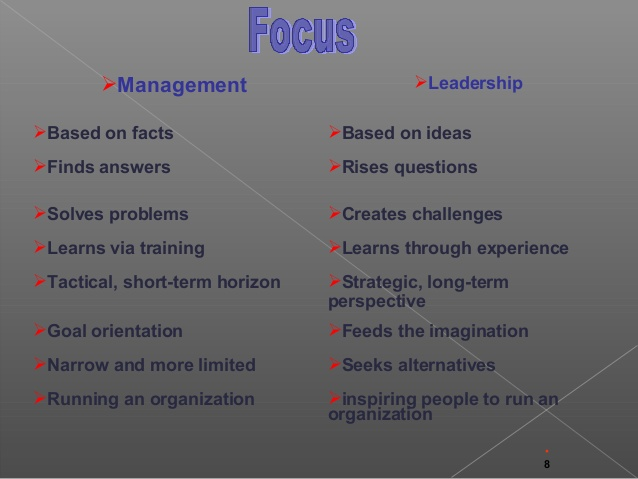 Focus
➢Management
➢Leadership
➢Based on facts
➢Based on ideas
➢Finds answers
➢Rises questions
➢Solves problems
➢Creates challenges
➢Learns via training
➢Learns through experience
➢Tactical, short-term horizon
➢Strategic, long-term
perspective
➢Goal orientation
➢Feeds the imagination
➢Narrow and more limited
➢Seeks alternatives
➢Running an organization
➢inspiring people to run an
organization
8